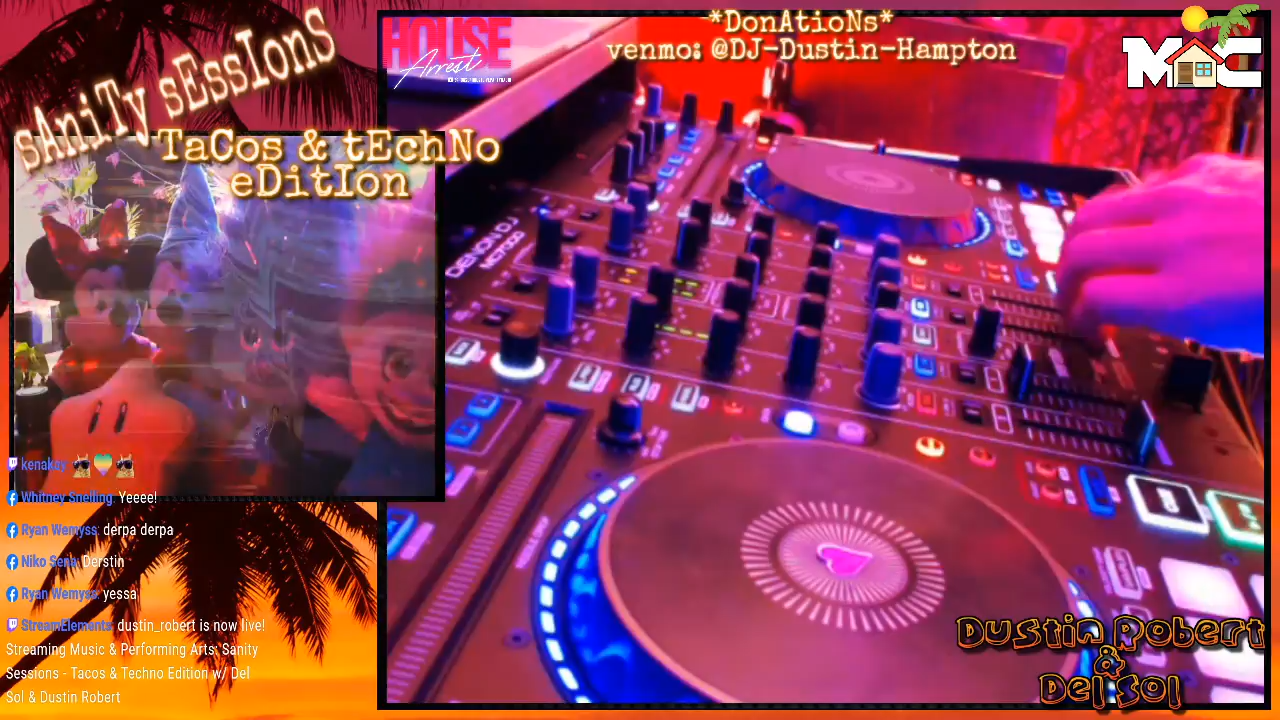 sAniTy sEssIonS
TaCos & tEchNo
eDitIon
HOUSE
Arrest
*DonAtioNs*
venmo: @DJ-Dustin-Hampton
DENON DJ
MC7000
kenakay
Whitney Snelling: Yeeee!
Ryan Wemyss: derpa derpa
Niko Sena: Derstin
Ryan Wemyss: yessa
StreamElements: dustin_robert is now live!
Streaming Music & Performing Arts: Sanity
Sessions - Tacos & Techno Edition w/ Del
Sol & Dustin Robert
Dustin Robert
&
Del Sol